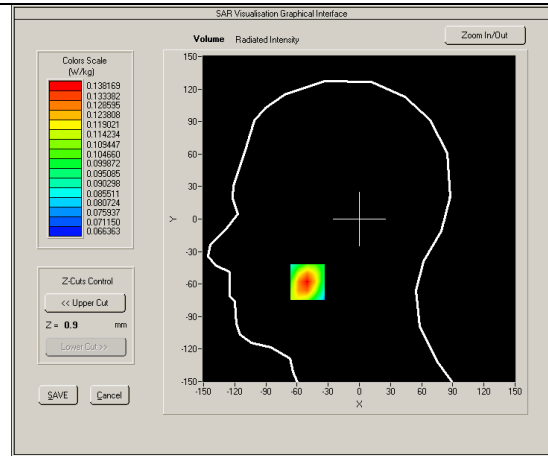 SAR Visualisation Graphical Interface
Volume Radiated Intensity
Zoom In/Out
Colors Scale
(W/kg)
0.138169
0.133382
0.128595
0.123808
0.119021
0.114234
0.109447
0.104660
0.099872
0.095085
0.090298
0.085511
0.080724
0.075937
0.071150
0.066363
Z-Cuts Control
<< Upper Cut
Z = 0.9 mm
Lower Cut >>
SAVE Cancel
150
120
90
60
30
0
-30
-60
-90
-120
-150
Y
-150 -120 -90 -60 -30 0 30 60 90 120 150
X